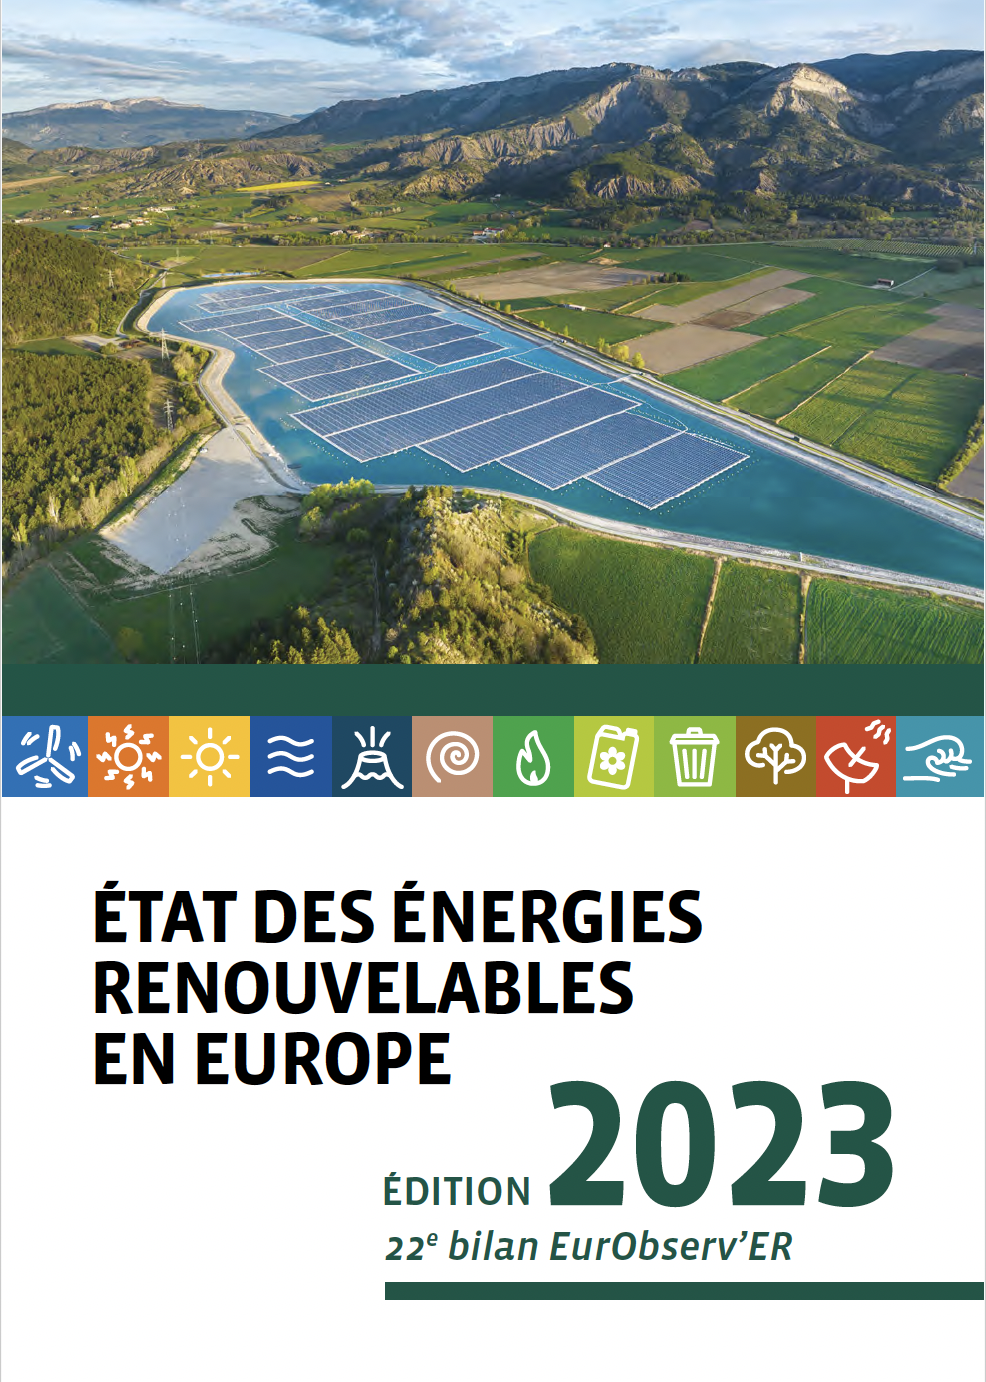 ÉTAT DES ÉNERGIES
RENOUVELABLES
EN EUROPE
ÉDITION 2023
22e bilan EurObserv’ER